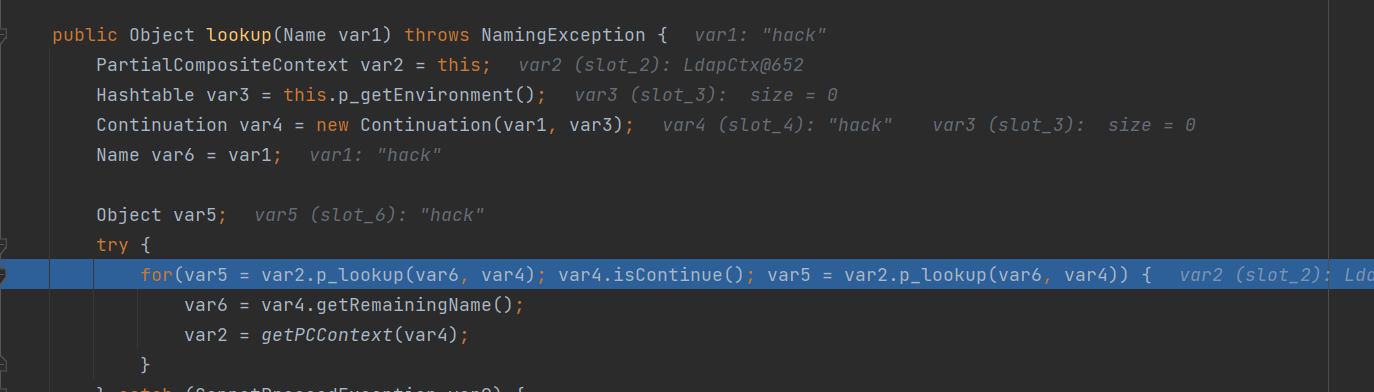 public Object lookup(Name var1) throws NamingException {  var1: "hack"
PartialCompositeContext var2 = this;  var2 (slot_2): LdapCtx@652
Hashtable var3 = this.p_getEnvironment();  var3 (slot_3):  size = 0
Continuation var4 = new Continuation(var1, var3);  var4 (slot_4): "hack"  var3 (slot_3):  size = 0
Name var6 = var1;  var1: "hack"
Object var5;  var5 (slot_6): "hack"
try {
for(var5 = var2.p_lookup(var6, var4); var4.isContinue(); var5 = var2.p_lookup(var6, var4)) {  var2 (slot_2): Lda
var6 = var4.getRemainingName();
var2 = getPCContext(var4);
}
} catch (CannotProceedException var9) {